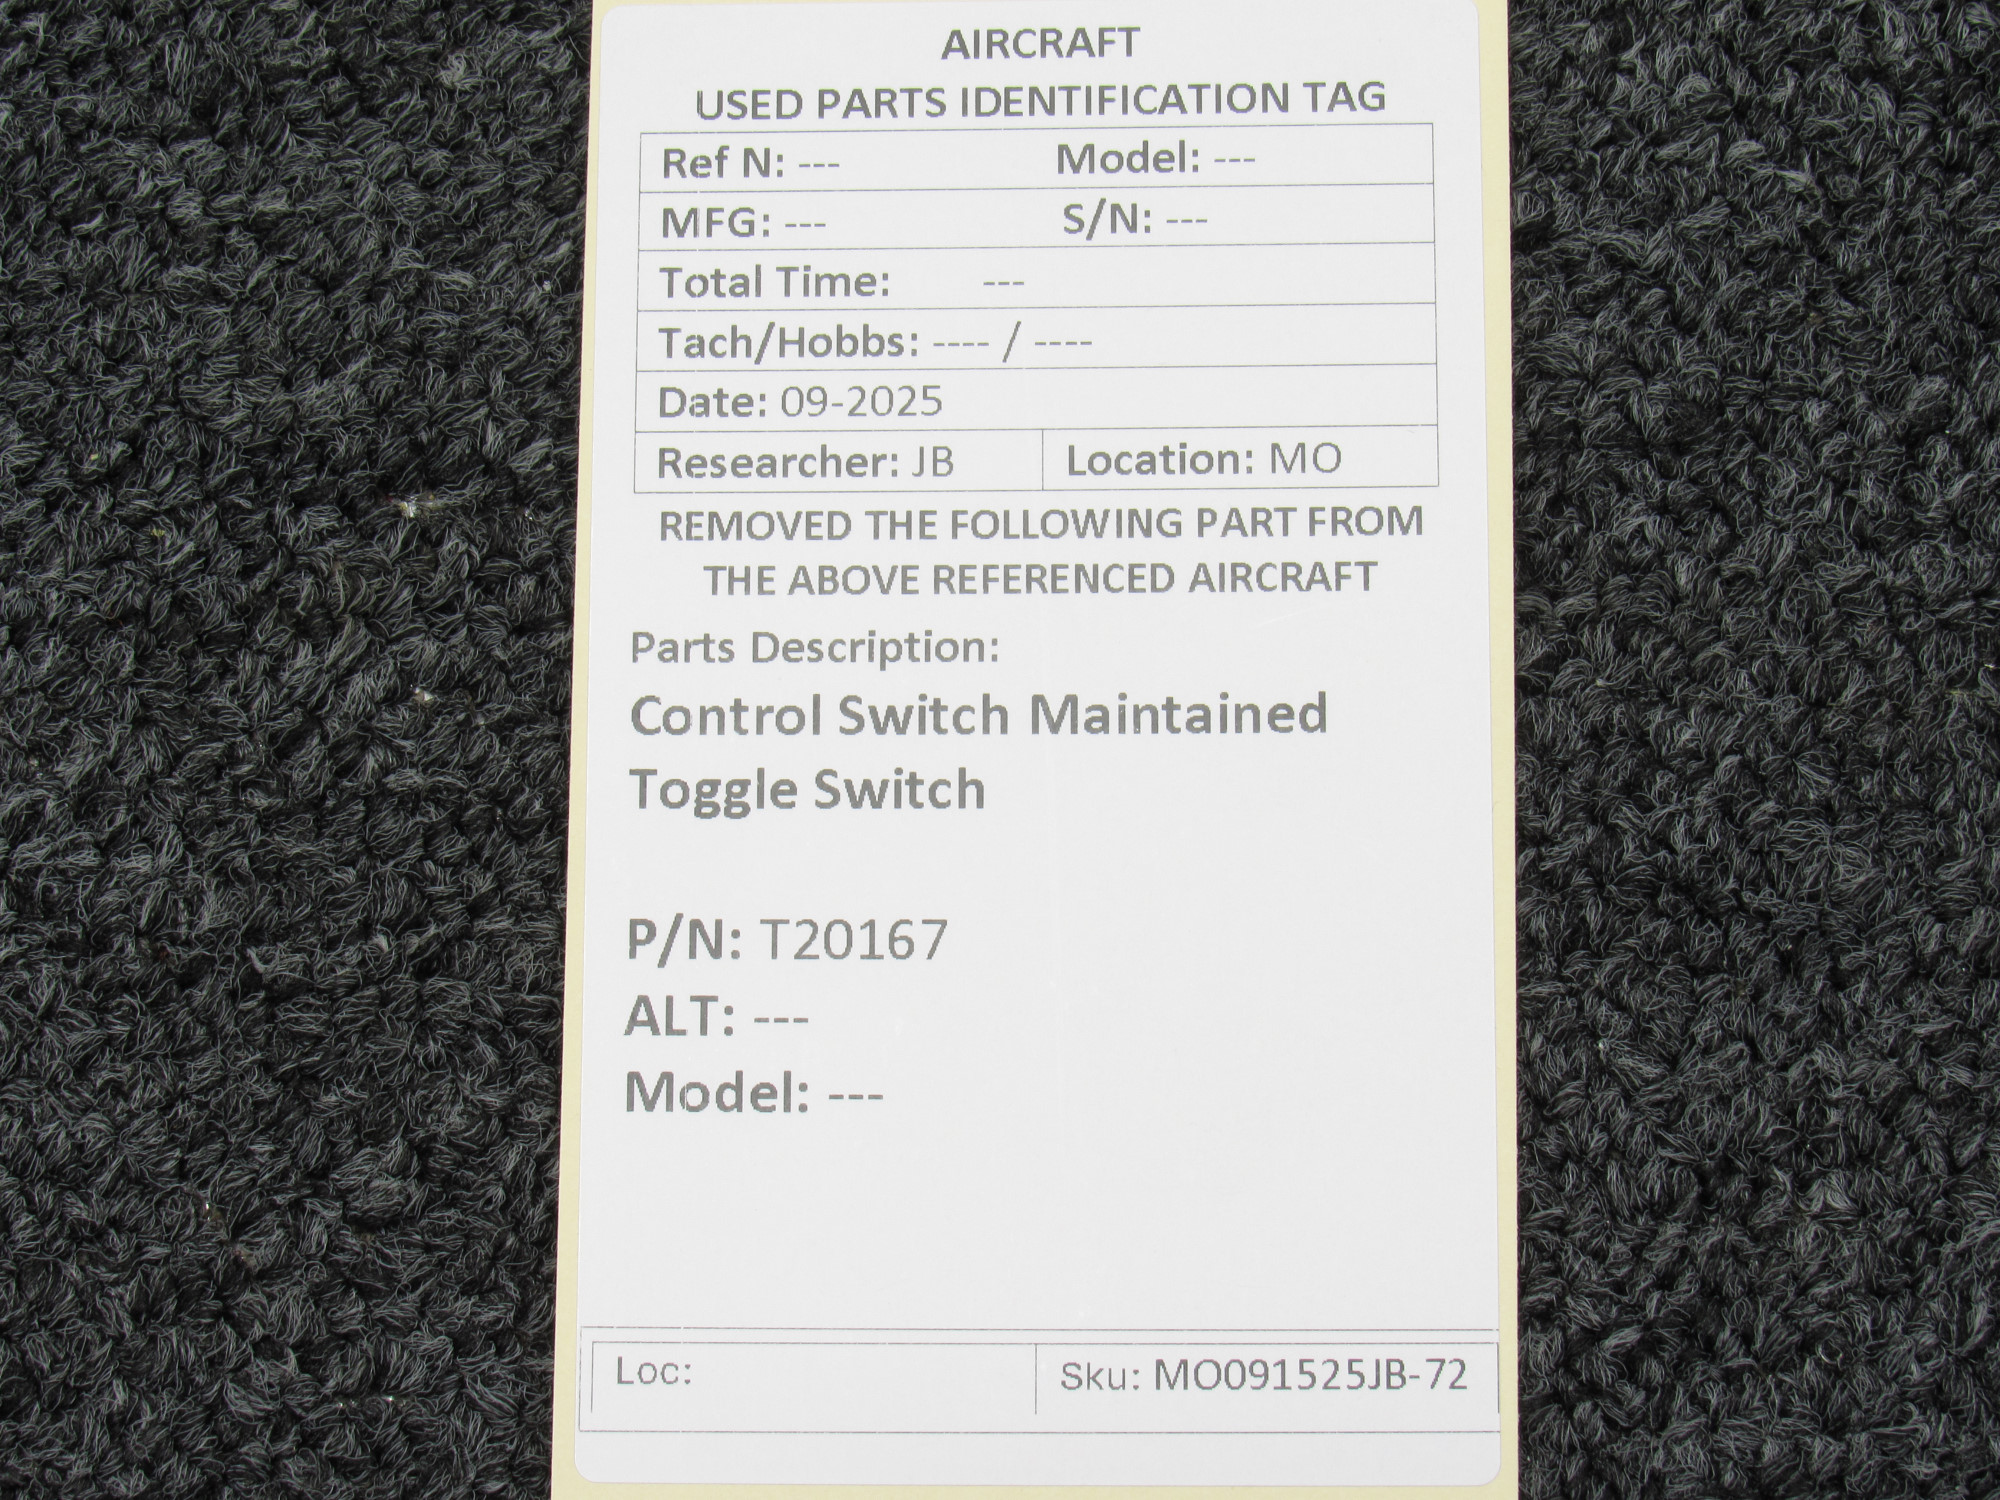 AIRCRAFT
USED PARTS IDENTIFICATION TAG
Ref N: --- Model: ---
MFG: --- S/N: ---
Total Time: ---
Tach/Hobbs: ---- / ----
Date: 09-2025
Researcher: JB Location: MO
REMOVED THE FOLLOWING PART FROM
THE ABOVE REFERENCED AIRCRAFT
Parts Description:
Control Switch Maintained
Toggle Switch
P/N: T20167
ALT: ---
Model: ---
Loc: Sku: MO091525JB-72